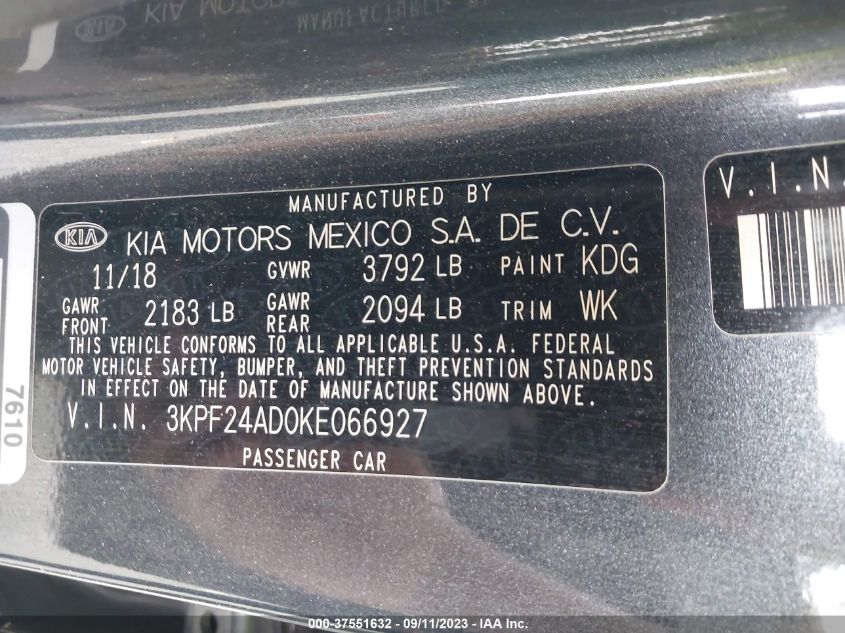 MANUFACTURED BY
KIA KIA MOTORS MEXICO S.A. DE C.V.
11/18 GVWR 3792 LB PAINT KDG
GAWR FRONT 2183 LB GAWR REAR 2094 LB TRIM WK
THIS VEHICLE CONFORMS TO ALL APPLICABLE U.S.A. FEDERAL
MOTOR VEHICLE SAFETY, BUMPER, AND THEFT PREVENTION STANDARDS
IN EFFECT ON THE DATE OF MANUFACTURE SHOWN ABOVE.
V.I.N. 3KPF24AD0KE066927
PASSENGER CAR
V.I.N.
7610
000-37551632 - 09/11/2023 - IAA Inc.